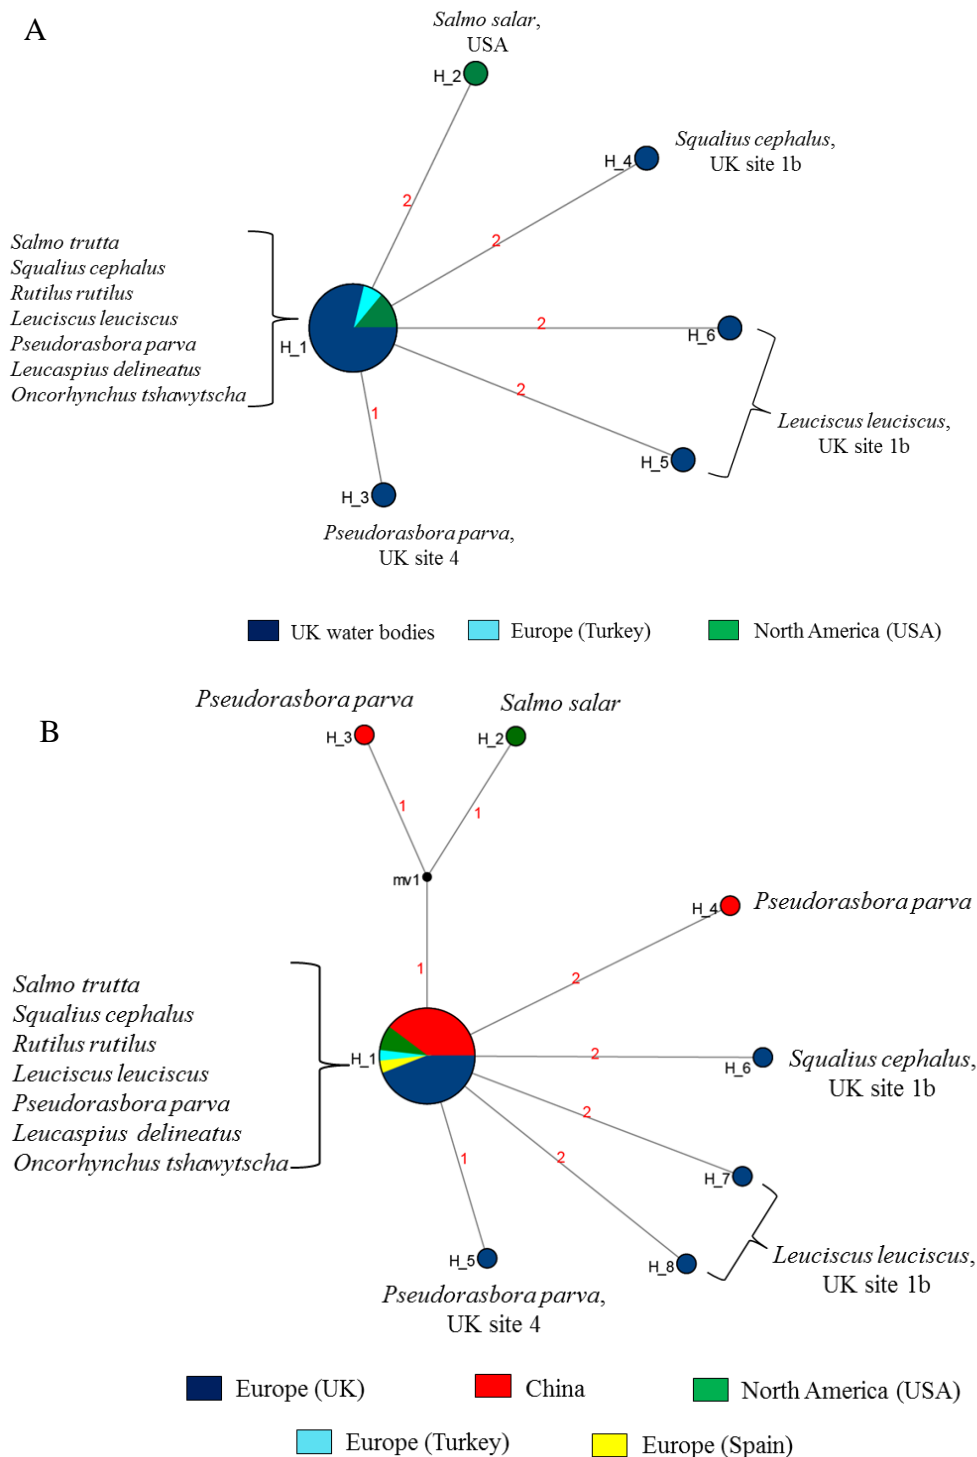 A
Salmo salar,
USA
H_2
Squalius cephalus,
UK site 1b
H_4
2
2
Salmo trutta
Squalius cephalus
Rutilus rutilus
Leuciscus leuciscus
Pseudorasbora parva
Leucaspius delineatus
Oncorhynchus tshawytscha
H_1
2
H_6
2
1
Leuciscus leuciscus,
UK site 1b
H_5
H_3
Pseudorasbora parva,
UK site 4
UK water bodies
Europe (Turkey)
North America (USA)
B
Pseudorasbora parva
Salmo salar
H_3
H_2
1
1
mv1
H_4
Pseudorasbora parva
1
2
Salmo trutta
Squalius cephalus
Rutilus rutilus
Leuciscus leuciscus
Pseudorasbora parva
Leucaspius delineatus
Oncorhynchus tshawytscha
H_1
2
H_6
Squalius cephalus,
UK site 1b
2
1
2
H_7
H_5
H_8
Leuciscus leuciscus,
UK site 1b
Pseudorasbora parva,
UK site 4
Europe (UK)
China
North America (USA)
Europe (Turkey)
Europe (Spain)